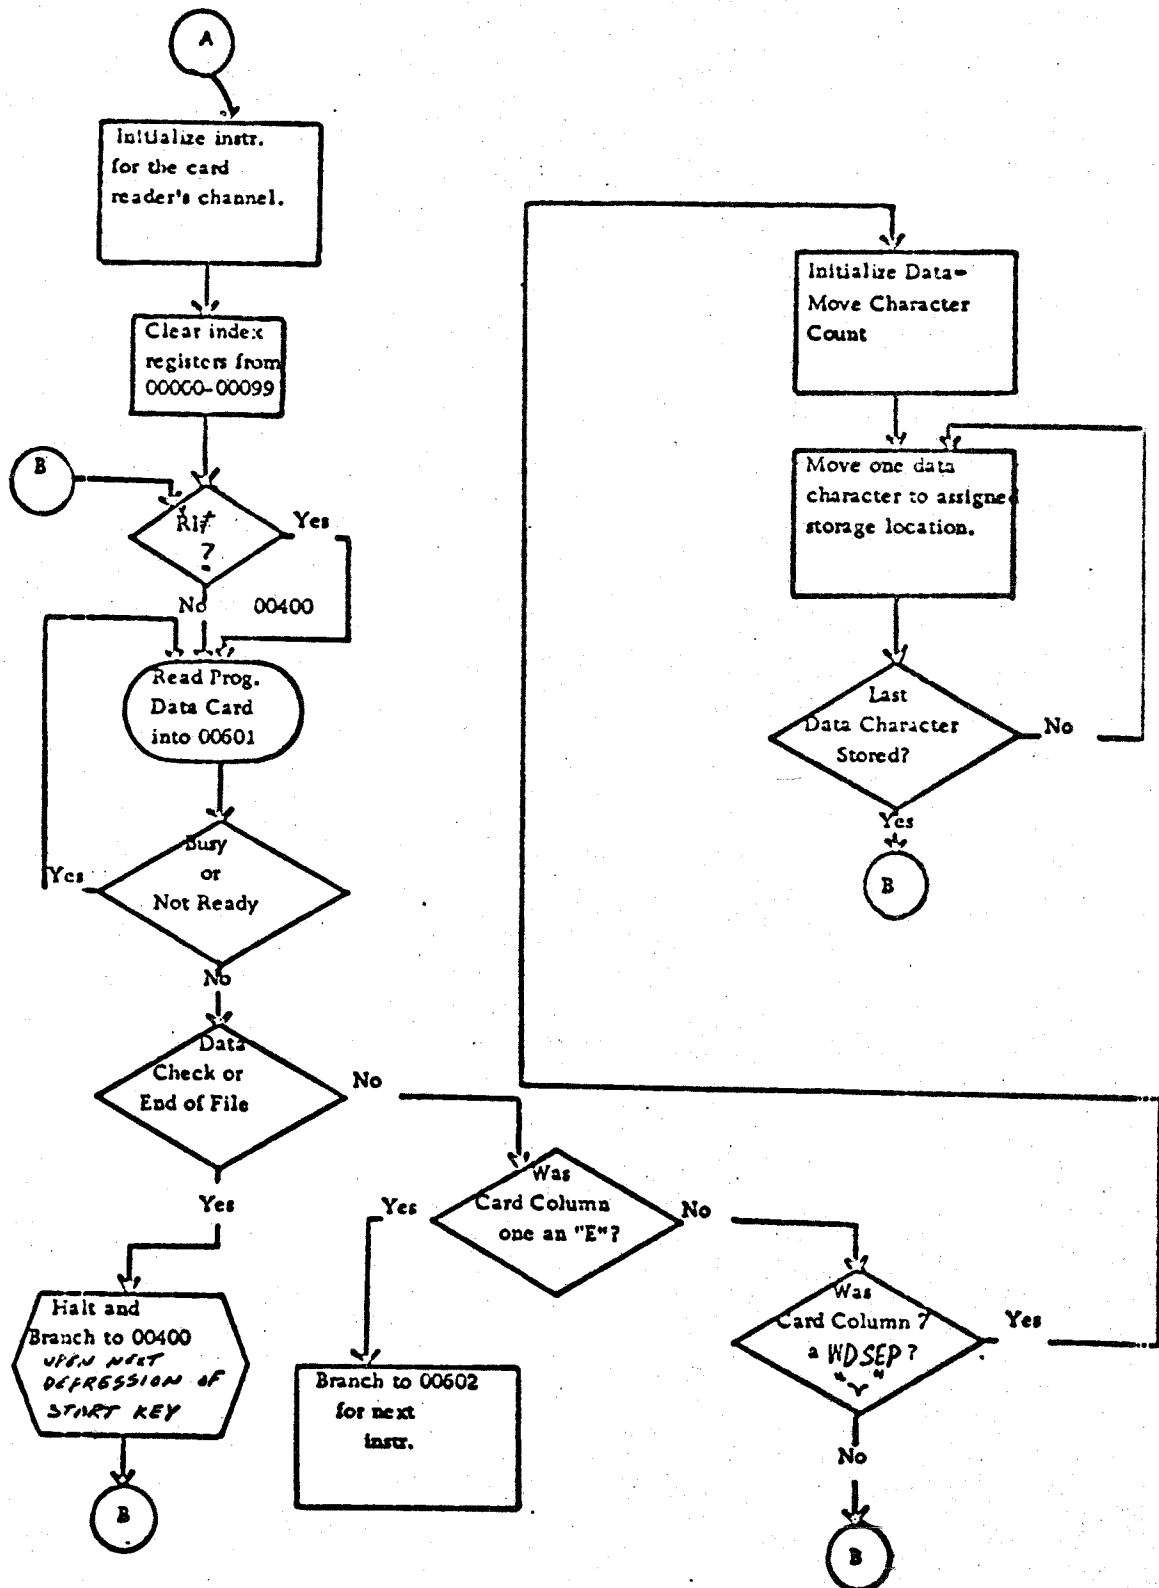 A
Initialize instr.
for the card
reader's channel.
Clear index
registers from
00000-00099
B
RI≠
?
Yes
No
00400
Read Prog.
Data Card
into 00601
Busy
or
Not Ready
Yes
No
Data
Check or
End of File
No
Yes
Halt and
Branch to 00400
UPEN NEXT
DEPRESSION OF
START KEY
B
Was
Card Column
one an "E"?
Yes
No
Branch to 00602
for next
instr.
Was
Card Column 7
a WDSEP?
"⌄"
Yes
No
B
Initialize Data-
Move Character
Count
Move one data
character to assigned
storage location.
Last
Data Character
Stored?
No
Yes
B